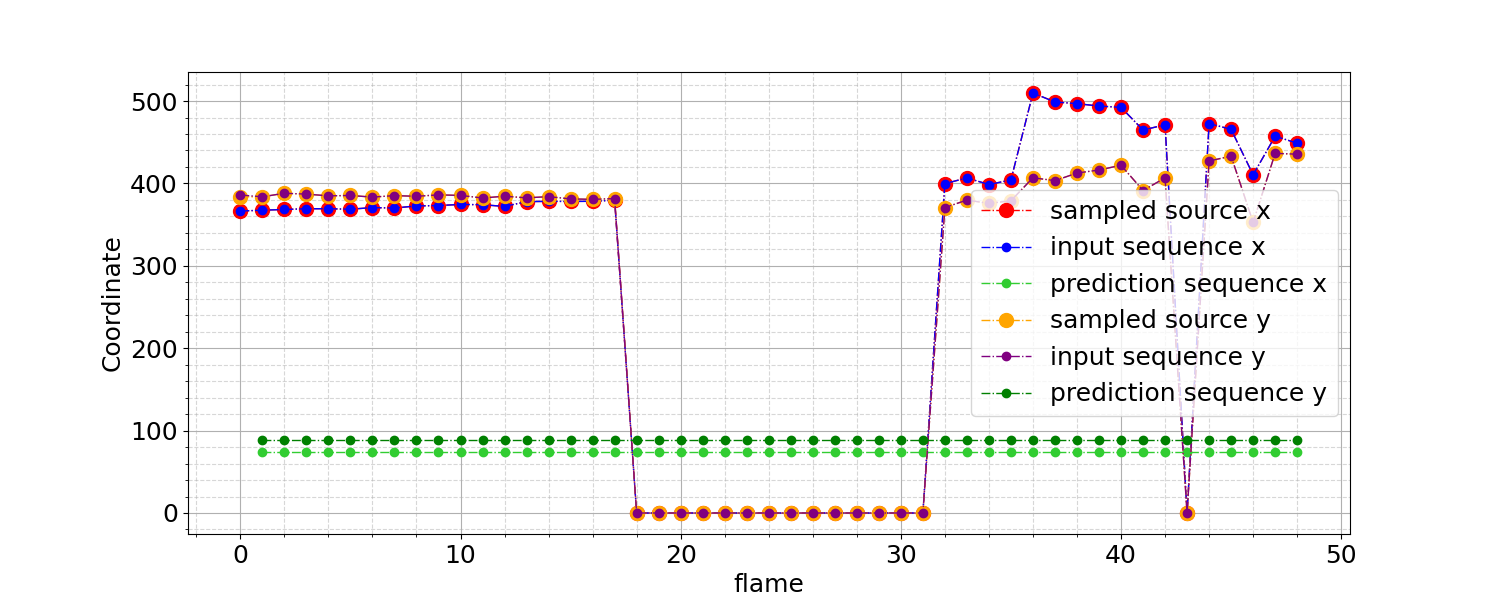 500
400
300
200
100
0
Coordinate
sampled source x
input sequence x
prediction sequence x
sampled source y
input sequence y
prediction sequence y
0 10 20 30 40 50
flame